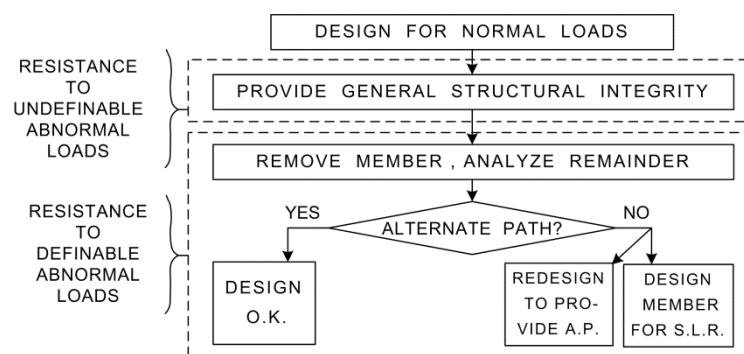 DESIGN FOR NORMAL LOADS
RESISTANCE
TO
UNDEFINABLE
ABNORMAL
LOADS
PROVIDE GENERAL STRUCTURAL INTEGRITY
REMOVE MEMBER, ANALYZE REMAINDER
RESISTANCE
TO
DEFINABLE
ABNORMAL
LOADS
YES
ALTERNATE PATH?
NO
DESIGN
O.K.
REDESIGN
TO PRO-
VIDE A.P.
DESIGN
MEMBER
FOR S.L.R.